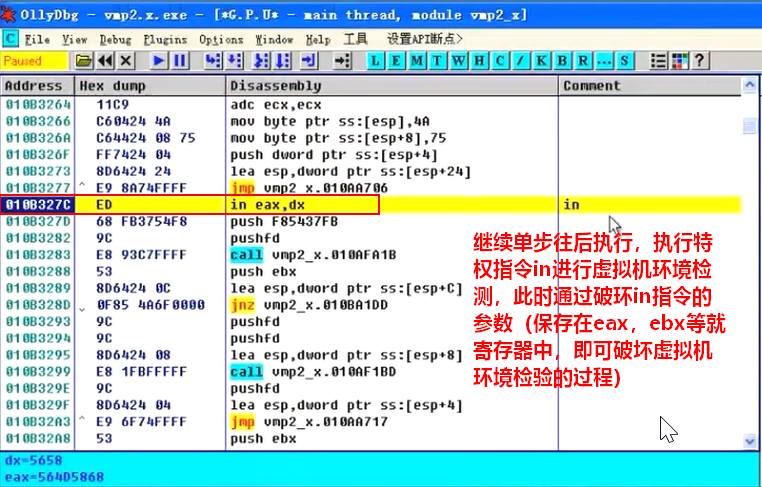 OllyDbg - vmp2.x.exe - [*G.P.U* - main thread, module vmp2_x]
C File View Debug Plugins Options Window Help 工具 设置API断点>
Paused L E M T W H C / K B R ... S ?
Address Hex dump Disassembly Comment
010B3264 11C9 adc ecx,ecx
010B3266 C60424 4A mov byte ptr ss:[esp],4A
010B326A C64424 08 75 mov byte ptr ss:[esp+8],75
010B326F FF7424 04 push dword ptr ss:[esp+4]
010B3273 8D6424 24 lea esp,dword ptr ss:[esp+24]
010B3277 ^ E9 8A74FFFF jmp vmp2_x.010AA706
010B327C ED in eax,dx in
010B327D 68 FB3754F8 push F85437FB
010B3282 9C pushfd
010B3283 E8 93C7FFFF call vmp2_x.010AFA1B
010B3288 53 push ebx
010B3289 8D6424 0C lea esp,dword ptr ss:[esp+C]
010B328D 0F85 4A6F0000 jnz vmp2_x.010BA1DD
010B3293 9C pushfd
010B3294 9C pushfd
010B3295 8D6424 08 lea esp,dword ptr ss:[esp+8]
010B3299 E8 1FBFFFFF call vmp2_x.010AF1BD
010B329E 9C pushfd
010B329F 8D6424 04 lea esp,dword ptr ss:[esp+4]
010B32A3 ^ E9 6F74FFFF jmp vmp2_x.010AA717
010B32A8 53 push ebx
继续单步往后执行，执行特
权指令in进行虚拟机环境检
测，此时通过破环in指令的
参数（保存在eax，ebx等就
寄存器中，即可破坏虚拟机
环境检验的过程）
dx=5658
eax=564D5868